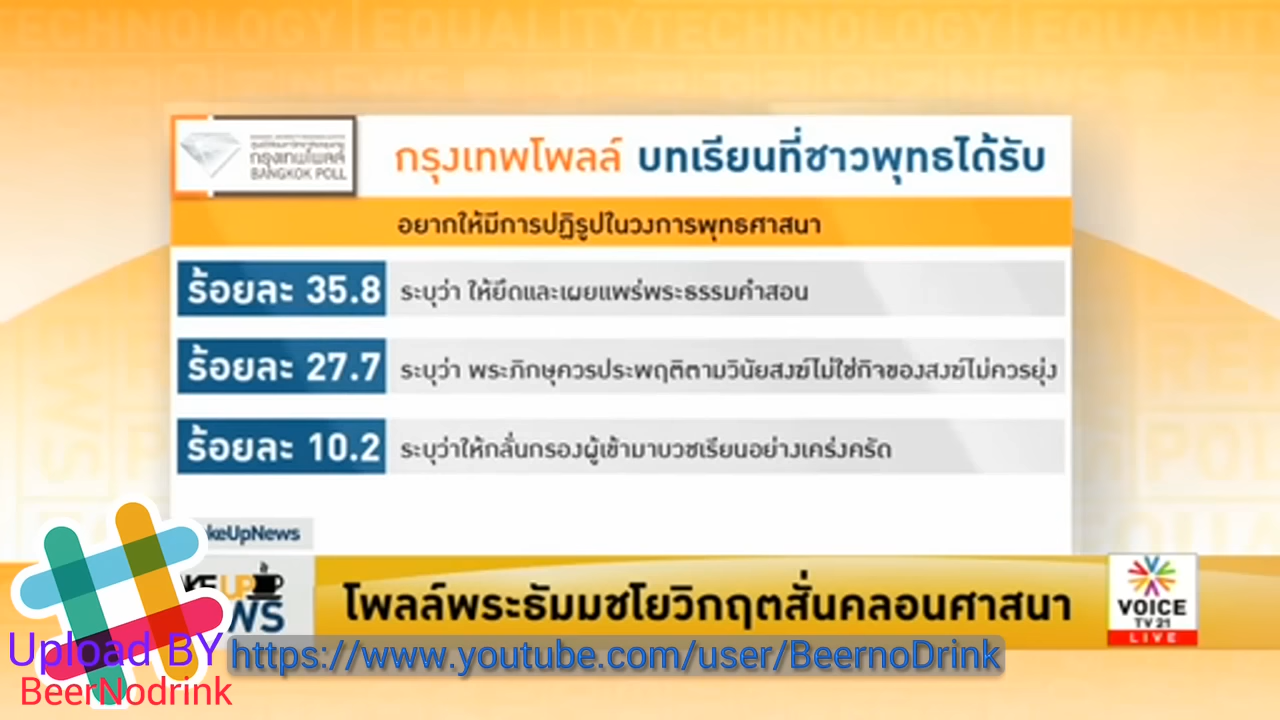 TECHNOLOGY EQUALITY TECHNOLOGY EQUALITY
กรุงเทพโพลล์
BANGKOK POLL
กรุงเทพโพลล์ บทเรียนที่ชาวพุทธได้รับ
อยากให้มีการปฏิรูปในวงการพุทธศาสนา
ร้อยละ 35.8 ระบุว่า ให้ยึดและเผยแพร่พระธรรมคำสอน
ร้อยละ 27.7 ระบุว่า พระภิกษุควรประพฤติตามวินัยสงฆ์ไม่ใช่กิจของสงฆ์ไม่ควรยุ่ง
ร้อยละ 10.2 ระบุว่าให้กลั่นกรองผู้เข้ามาบวชเรียนอย่างเคร่งครัด
keUpNews
KE UP
WS
โพลล์พระธัมมชโยวิกฤตสั่นคลอนศาสนา
VOICE
TV 21
LIVE
Upload BY https://www.youtube.com/user/BeernoDrink
BeerNodrink